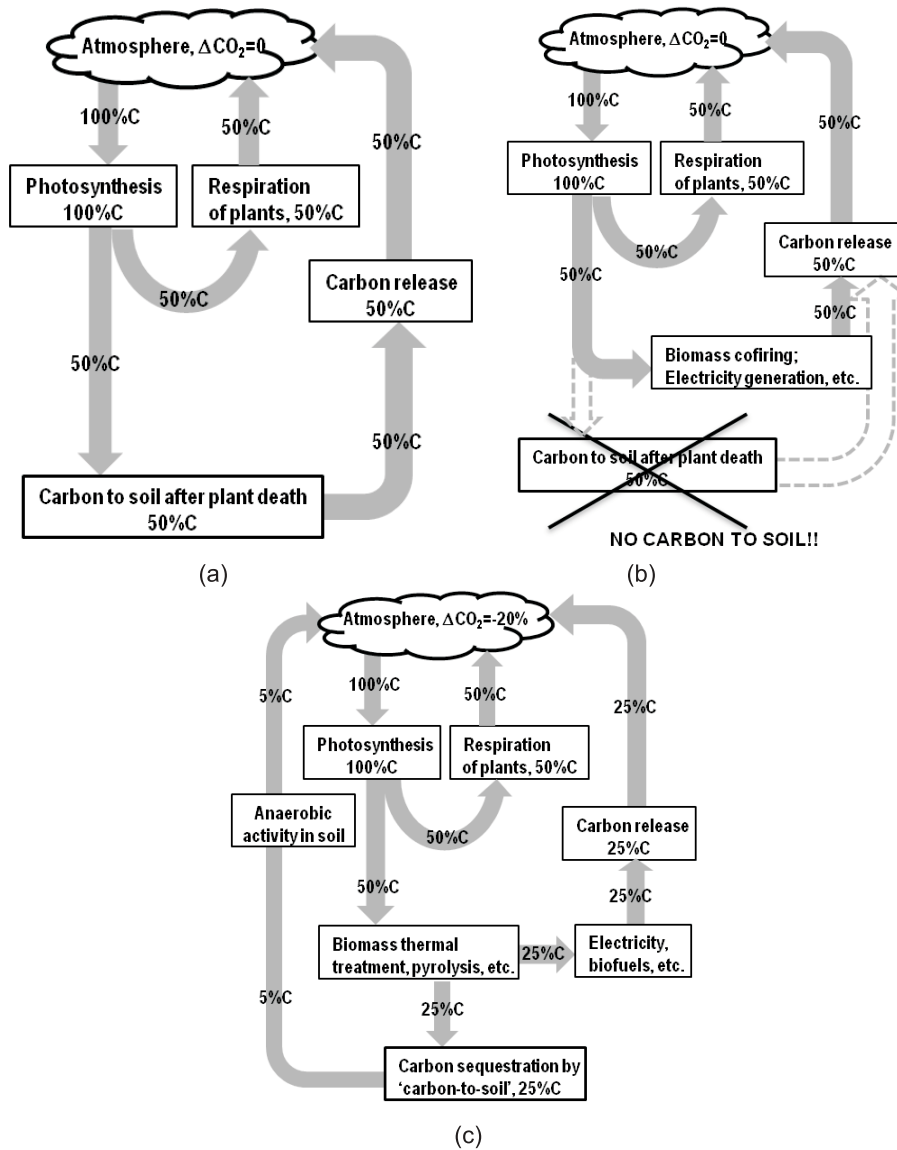 Atmosphere, ΔCO₂=0
100%C
50%C
50%C
Photosynthesis
100%C
Respiration
of plants, 50%C
50%C
Carbon release
50%C
50%C
50%C
Carbon to soil after plant death
50%C
(a)
Atmosphere, ΔCO₂=0
100%C
50%C
50%C
Photosynthesis
100%C
Respiration
of plants, 50%C
50%C
50%C
Carbon release
50%C
50%C
Biomass cofiring;
Electricity generation, etc.
Carbon to soil after plant death
50%C
NO CARBON TO SOIL!!
(b)
Atmosphere, ΔCO₂=-20%
5%C
100%C
50%C
25%C
Photosynthesis
100%C
Respiration
of plants, 50%C
Anaerobic
activity in soil
50%C
Carbon release
25%C
50%C
25%C
Biomass thermal
treatment, pyrolysis, etc.
25%C
Electricity,
biofuels, etc.
5%C
25%C
Carbon sequestration by
‘carbon-to-soil’, 25%C
(c)